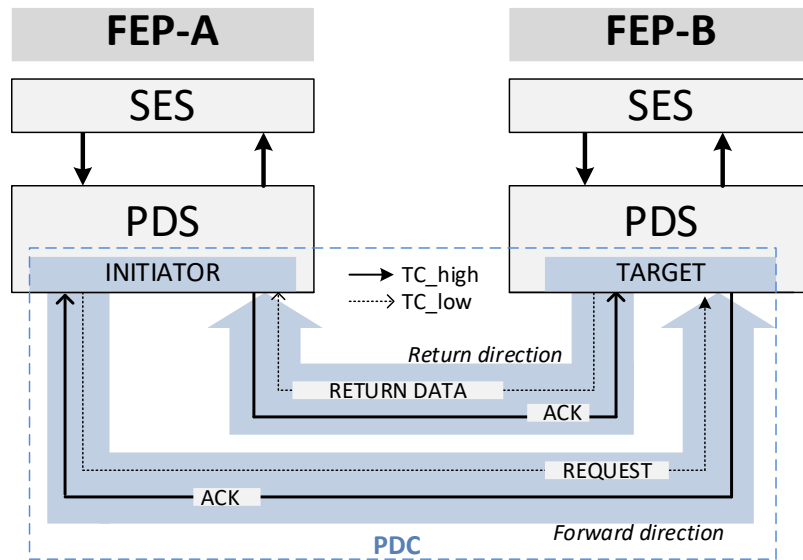 FEP-A
FEP-B
SES
SES
PDS
PDS
INITIATOR
TC_high
TARGET
TC_low
Return direction
RETURN DATA
ACK
REQUEST
ACK
Forward direction
PDC